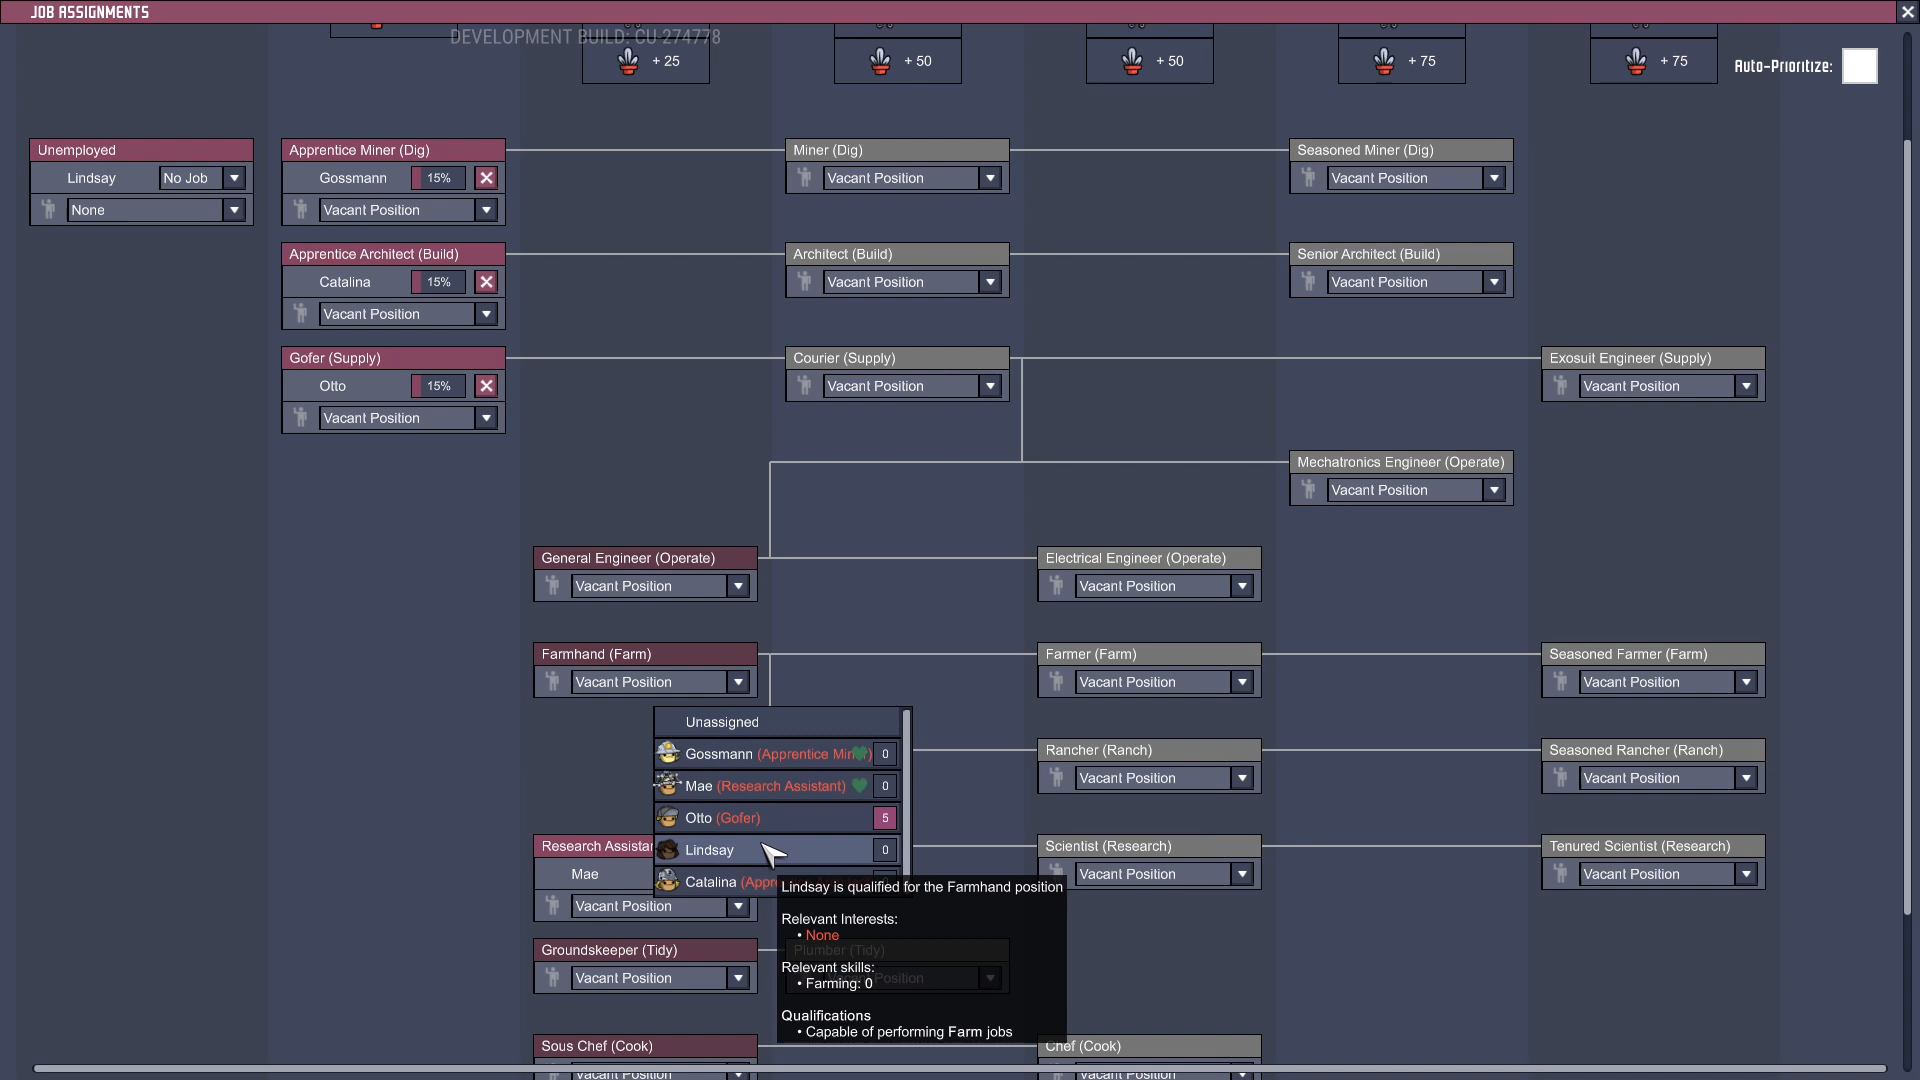 JOB ASSIGNMENTS
DEVELOPMENT BUILD: CU-274778
+ 25
+ 50
+ 50
+ 75
+ 75
Auto-Prioritize:
Unemployed
Lindsay No Job
None
Apprentice Miner (Dig)
Gossmann 15%
Vacant Position
Miner (Dig)
Vacant Position
Seasoned Miner (Dig)
Vacant Position
Apprentice Architect (Build)
Catalina 15%
Vacant Position
Architect (Build)
Vacant Position
Senior Architect (Build)
Vacant Position
Gofer (Supply)
Otto 15%
Vacant Position
Courier (Supply)
Vacant Position
Exosuit Engineer (Supply)
Vacant Position
Mechatronics Engineer (Operate)
Vacant Position
General Engineer (Operate)
Vacant Position
Electrical Engineer (Operate)
Vacant Position
Farmhand (Farm)
Vacant Position
Farmer (Farm)
Vacant Position
Seasoned Farmer (Farm)
Vacant Position
Unassigned
Gossmann (Apprentice Min 0
Mae (Research Assistant) 0
Otto (Gofer) 5
Lindsay 0
Catalina (Appre
Rancher (Ranch)
Vacant Position
Seasoned Rancher (Ranch)
Vacant Position
Research Assistan
Mae
Vacant Position
Scientist (Research)
Vacant Position
Tenured Scientist (Research)
Vacant Position
Lindsay is qualified for the Farmhand position
Relevant Interests:
• None
Relevant skills:
• Farming: 0
Qualifications
• Capable of performing Farm jobs
Groundskeeper (Tidy)
Vacant Position
Plumber (Tidy)
Position
Sous Chef (Cook)
Vacant Position
Chef (Cook)
Vacant Position